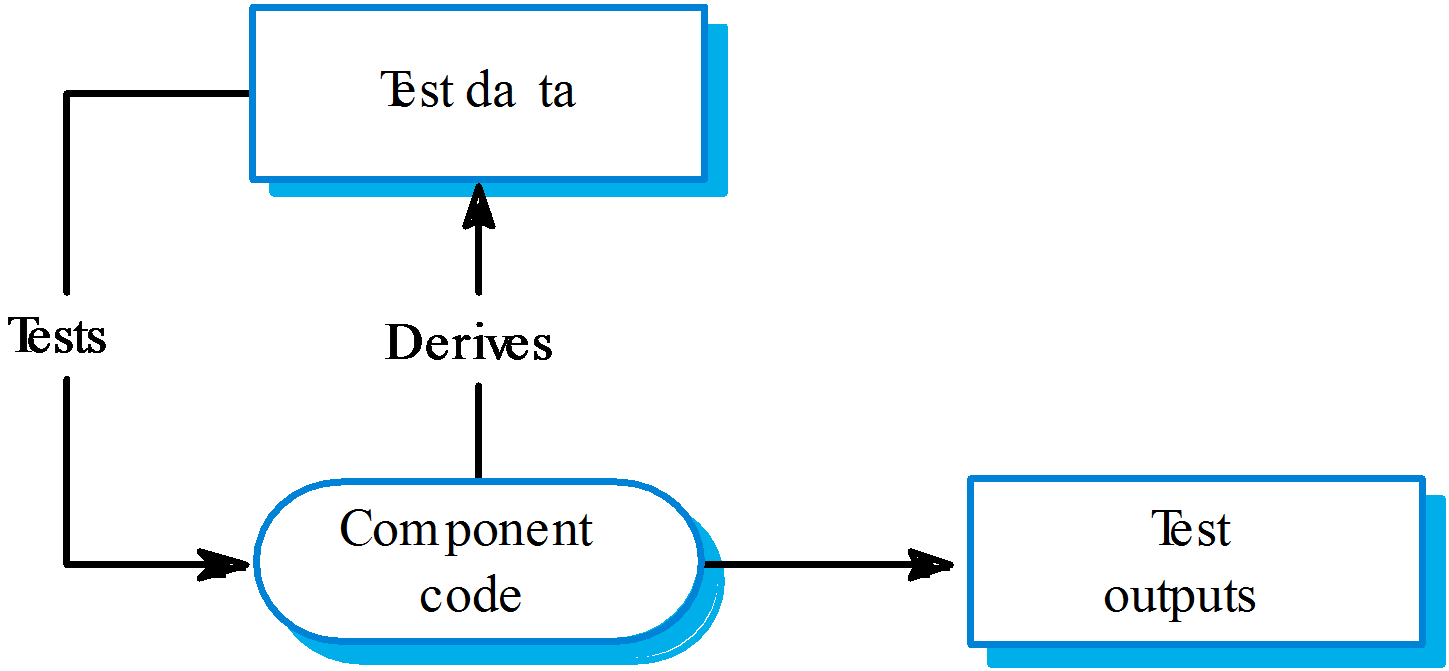 Test data
Tests
Derives
Component
code
Test
outputs